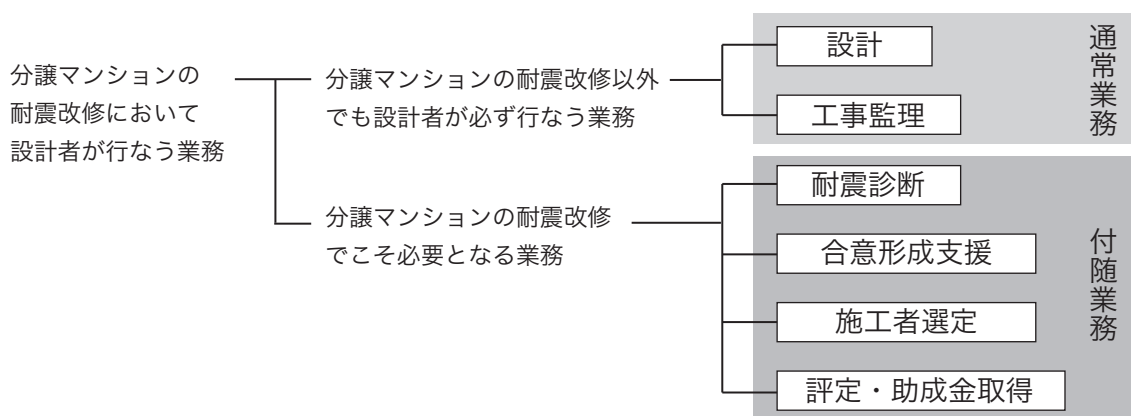 分譲マンションの
耐震改修において
設計者が行なう業務
分譲マンションの耐震改修以外
でも設計者が必ず行なう業務
設計
工事監理
通常業務
分譲マンションの耐震改修
でこそ必要となる業務
耐震診断
合意形成支援
施工者選定
評定・助成金取得
付随業務